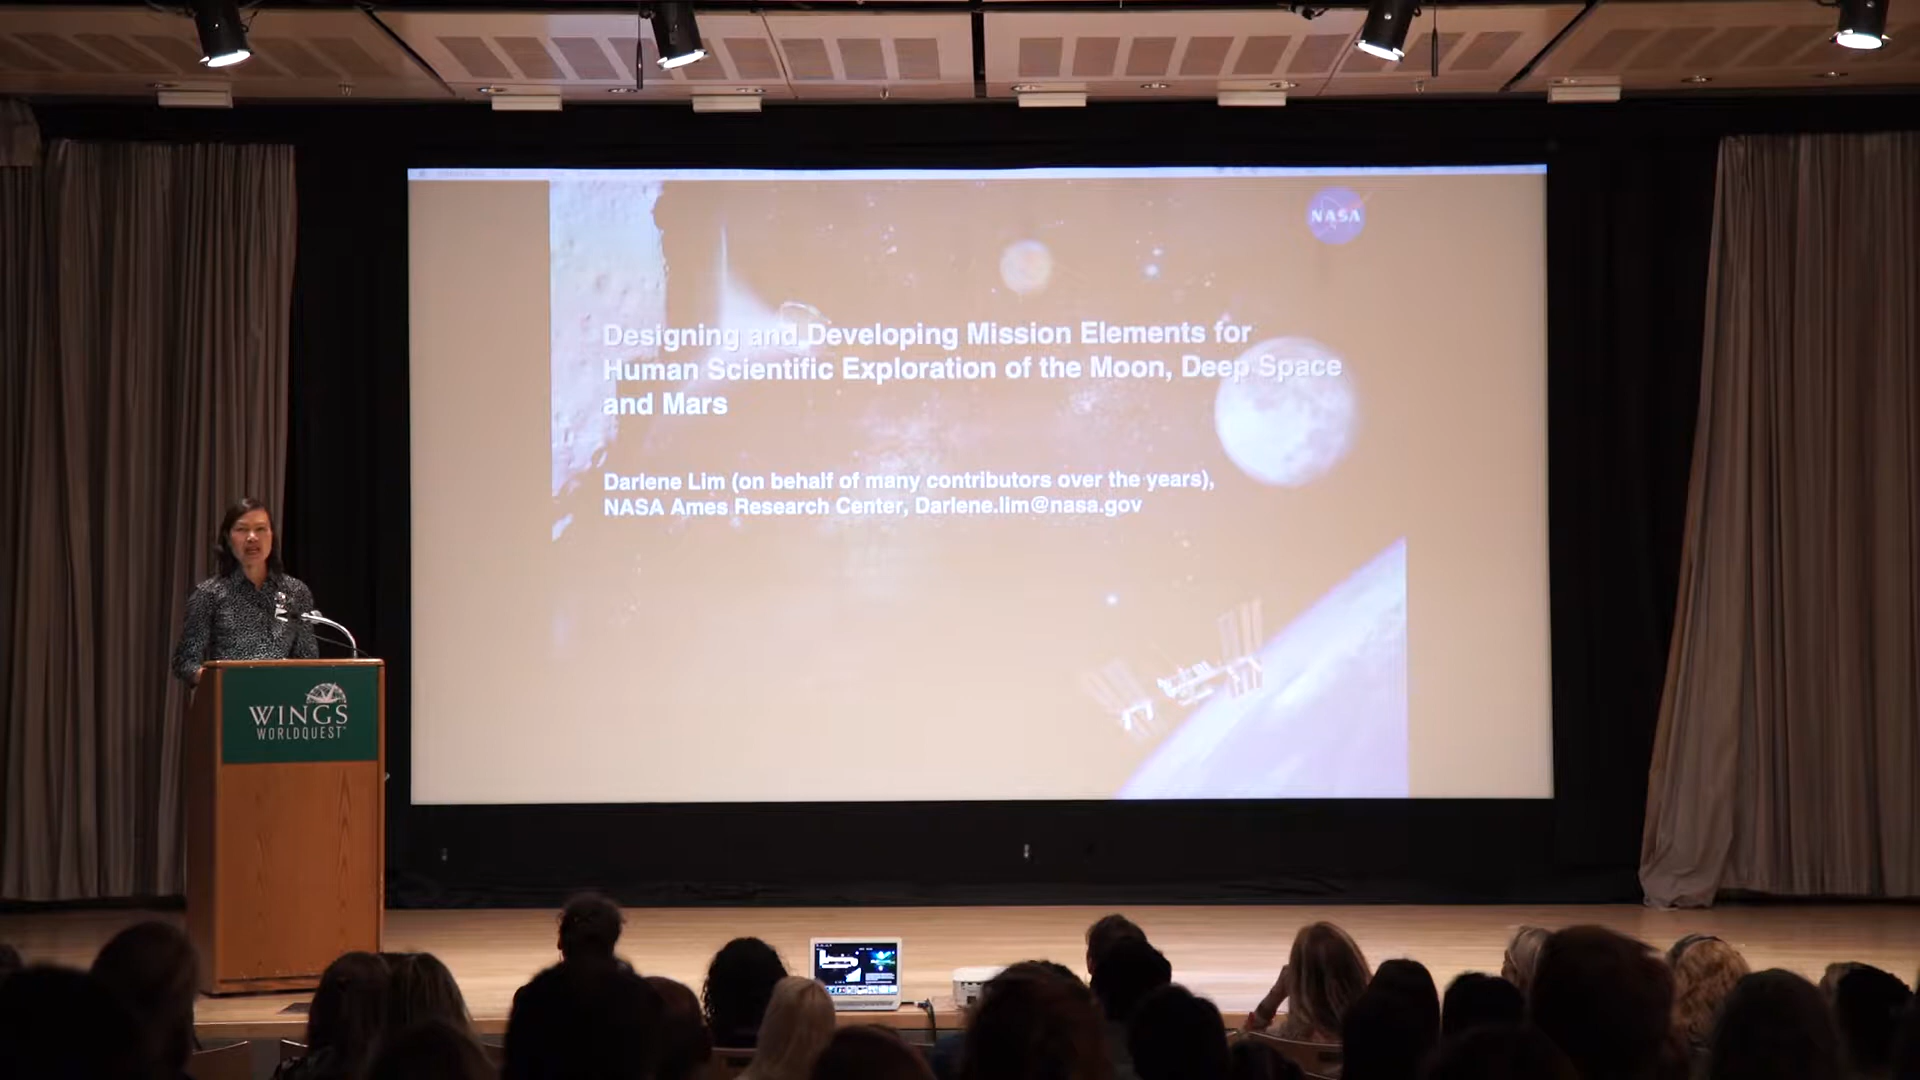 NASA
Designing and Developing Mission Elements for
Human Scientific Exploration of the Moon, Deep Space
and Mars
Darlene Lim (on behalf of many contributors over the years),
NASA Ames Research Center, Darlene.lim@nasa.gov
WINGS
WORLDQUEST